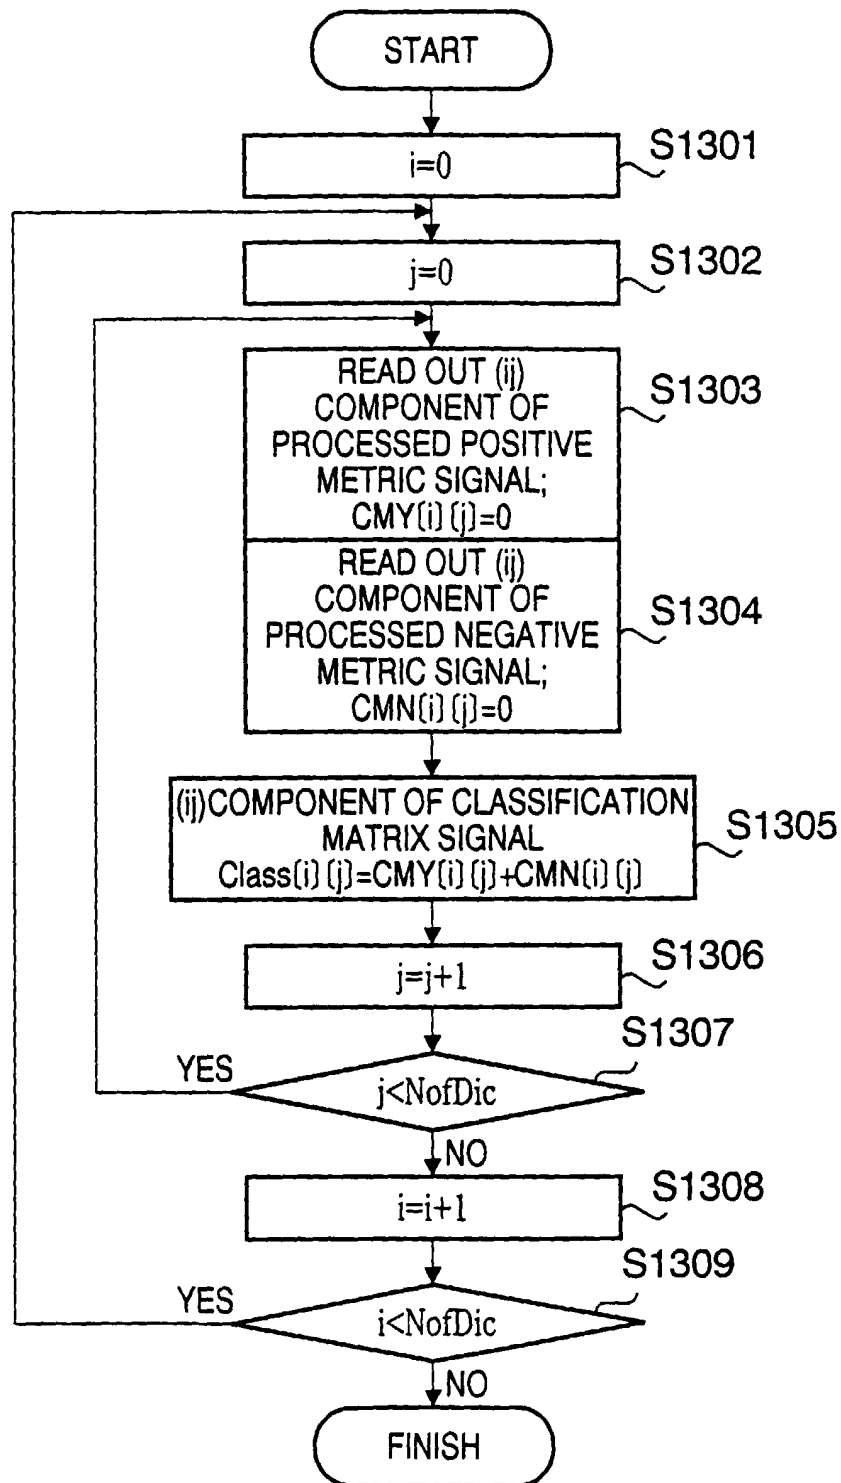 START
i=0
S1301
j=0
S1302
READ OUT (ij)
COMPONENT OF
PROCESSED POSITIVE
METRIC SIGNAL;
CMY(i)(j)=0
S1303
READ OUT (ij)
COMPONENT OF
PROCESSED NEGATIVE
METRIC SIGNAL;
CMN(i)(j)=0
S1304
(ij)COMPONENT OF CLASSIFICATION
MATRIX SIGNAL
Class(i)(j)=CMY(i)(j)+CMN(i)(j)
S1305
j=j+1
S1306
S1307
YES
j<NofDic
NO
i=i+1
S1308
S1309
YES
i<NofDic
NO
FINISH